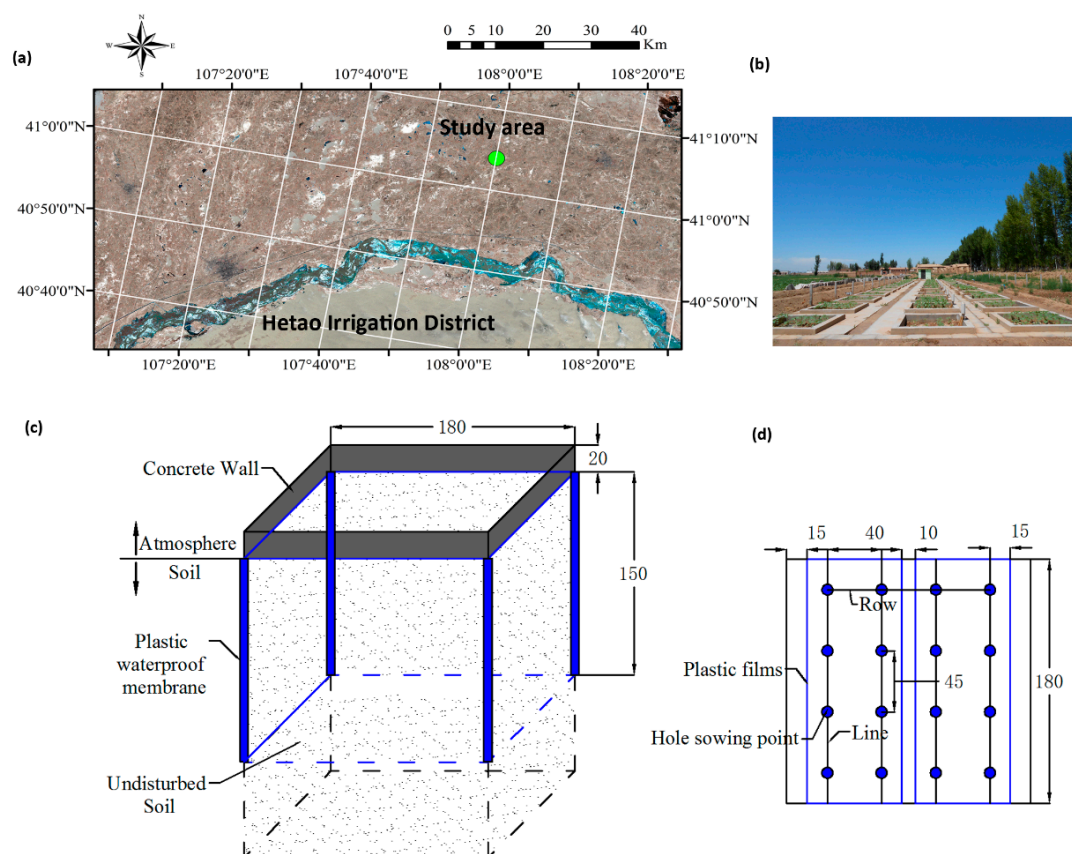 (a)
N
W
E
S
0 5 10 20 30 40
Km
107°20'0"E 107°40'0"E 108°0'0"E 108°20'0"E
41°0'0"N
40°50'0"N
40°40'0"N
Study area
Hetao Irrigation District
41°10'0"N
41°0'0"N
40°50'0"N
107°20'0"E 107°40'0"E 108°0'0"E 108°20'0"E
(b)
(c)
180
20
150
Concrete Wall
Atmosphere
Soil
Plastic
waterproof
membrane
Undisturbed
Soil
(d)
15 40 10 15
Row
Plastic films
45
180
Hole sowing point
Line